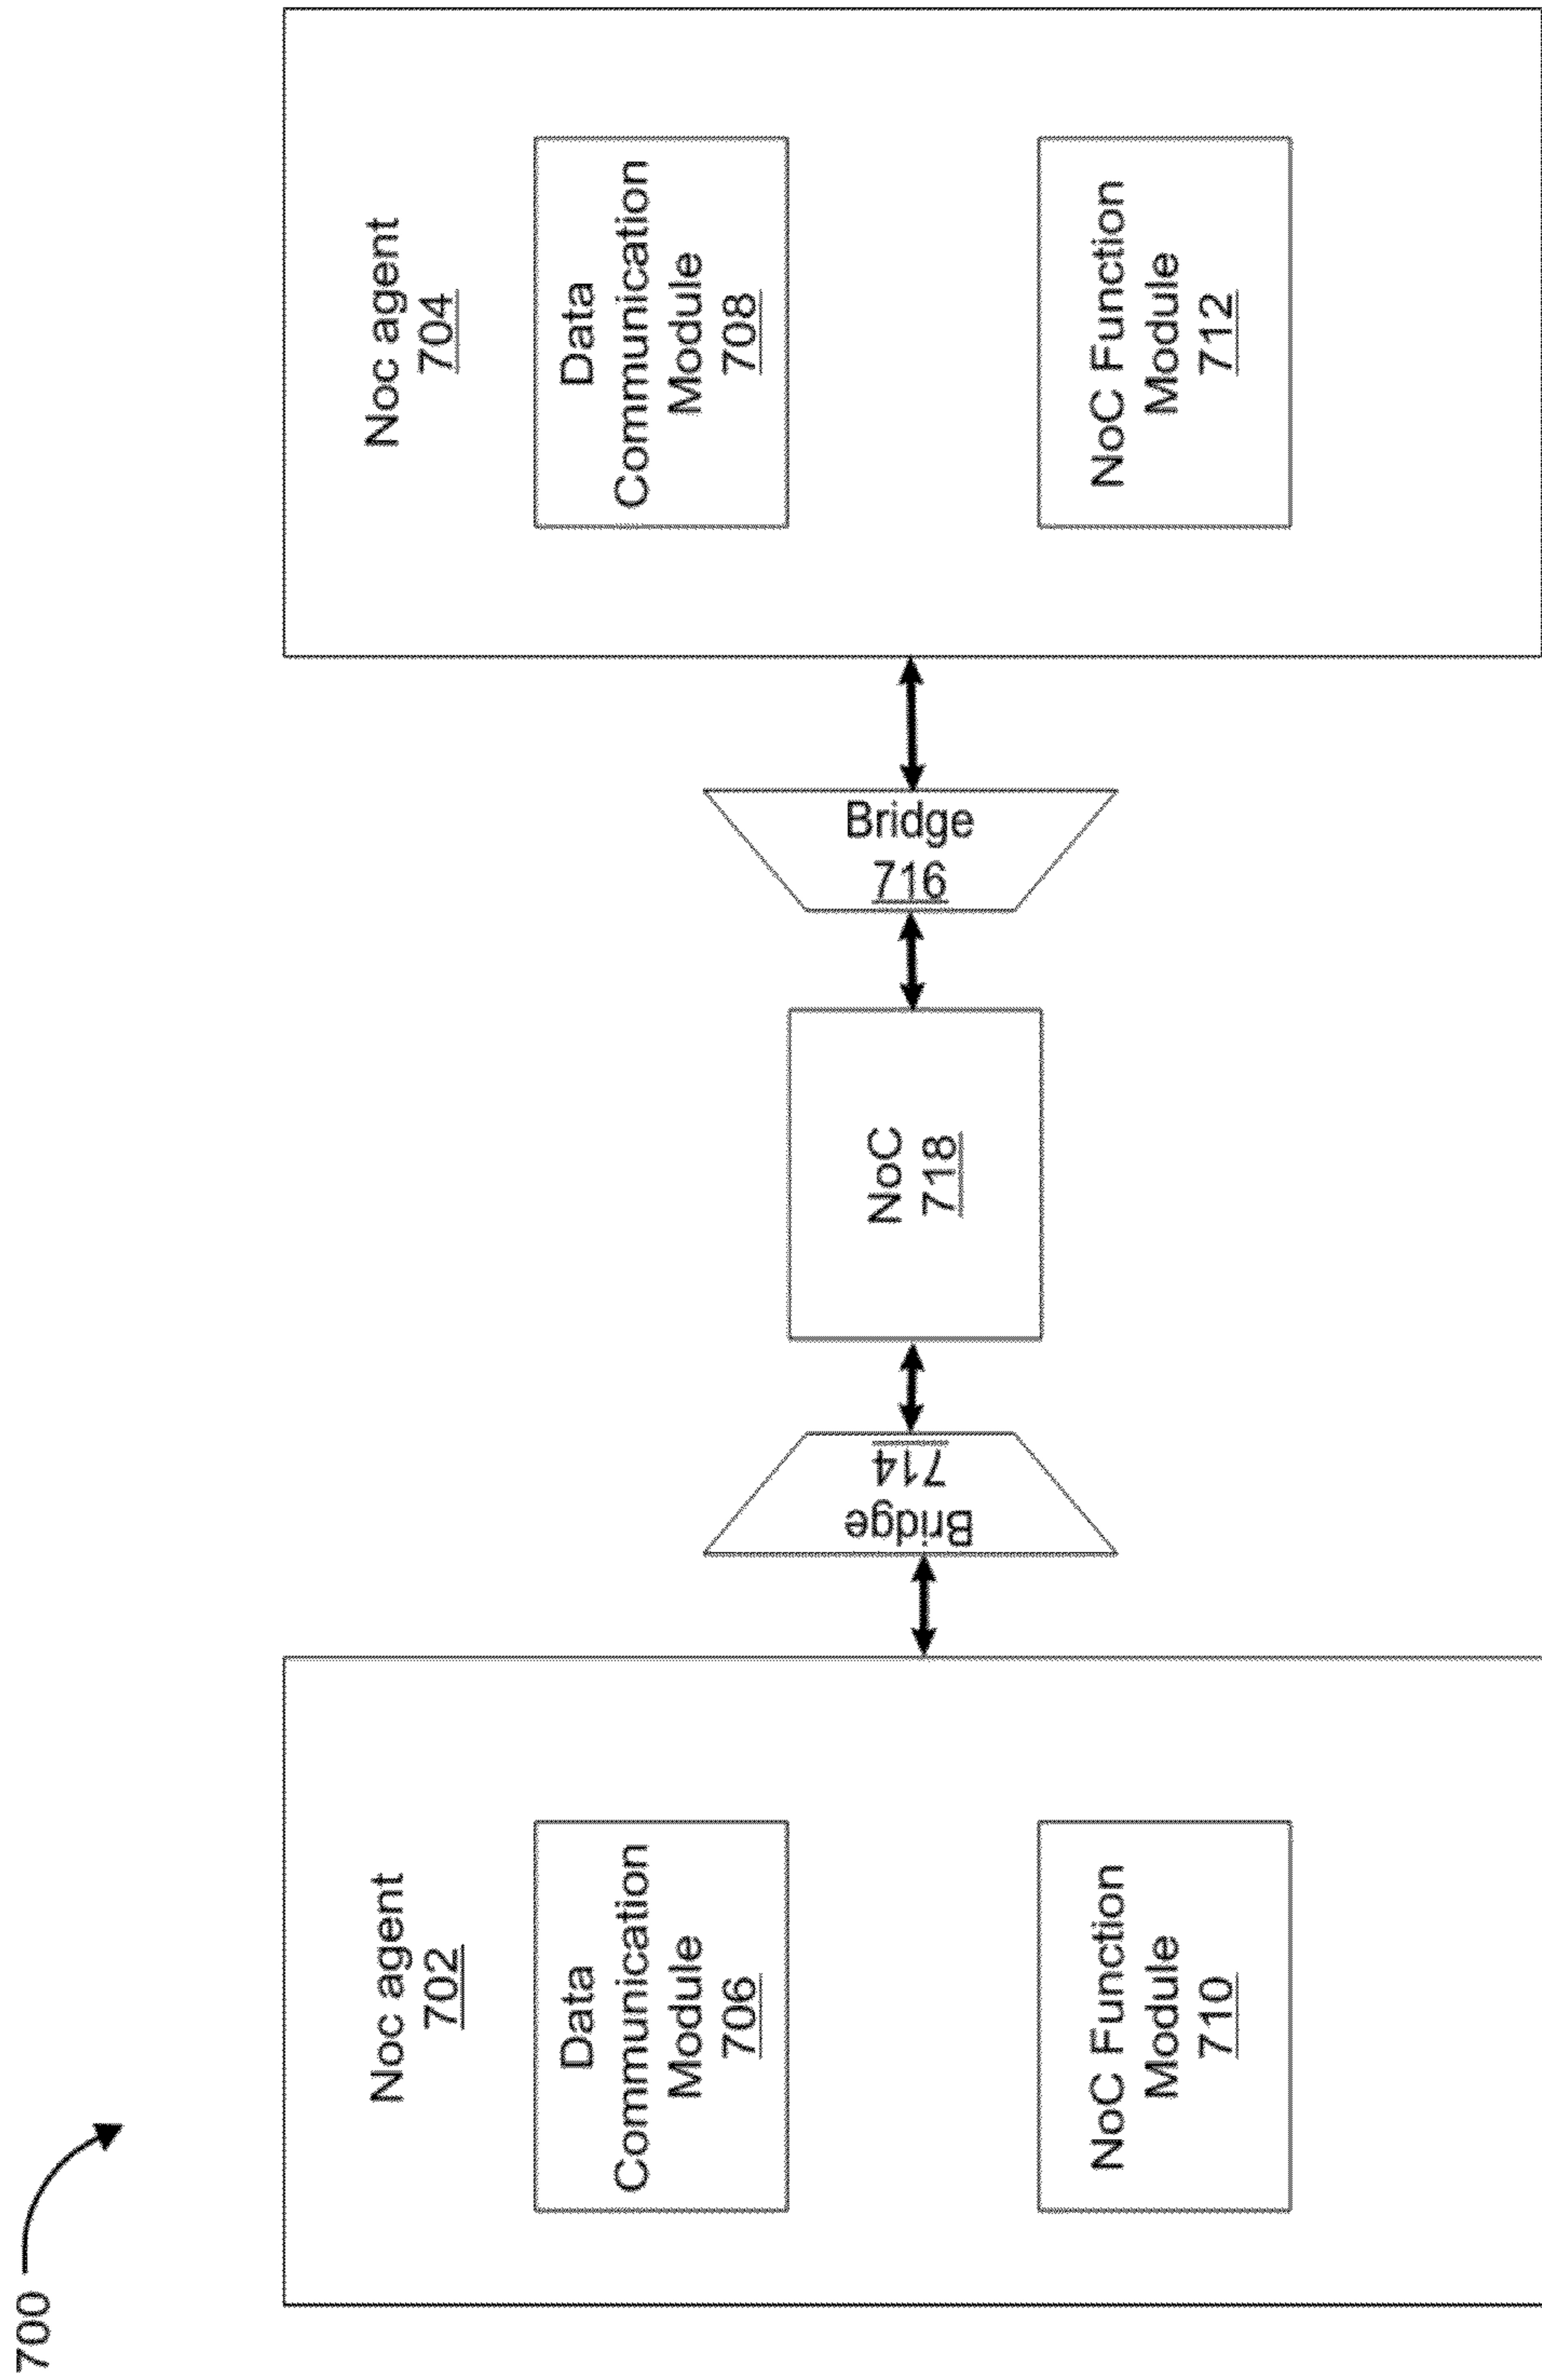 700
Noc agent
702
Data
Communication
Module
706
NoC Function
Module
710
Bridge
714
NoC
718
Bridge
716
Noc agent
704
Data
Communication
Module
708
NoC Function
Module
712